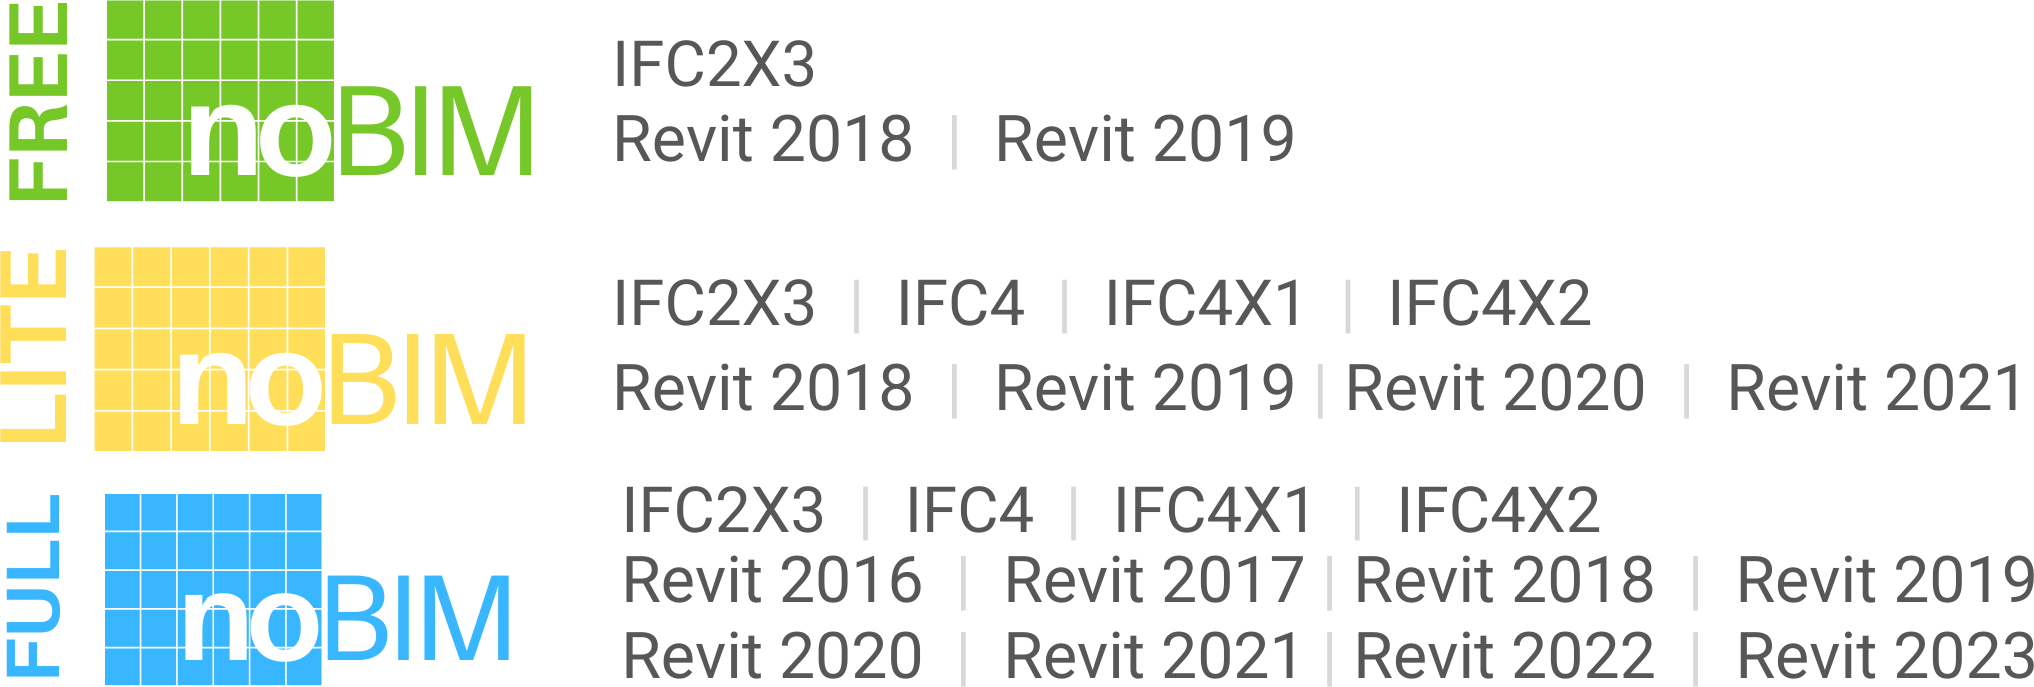 FREE
noBIM
IFC2X3
Revit 2018 | Revit 2019
LITE
noBIM
IFC2X3 | IFC4 | IFC4X1 | IFC4X2
Revit 2018 | Revit 2019 | Revit 2020 | Revit 2021
FULL
noBIM
IFC2X3 | IFC4 | IFC4X1 | IFC4X2
Revit 2016 | Revit 2017 | Revit 2018 | Revit 2019
Revit 2020 | Revit 2021 | Revit 2022 | Revit 2023